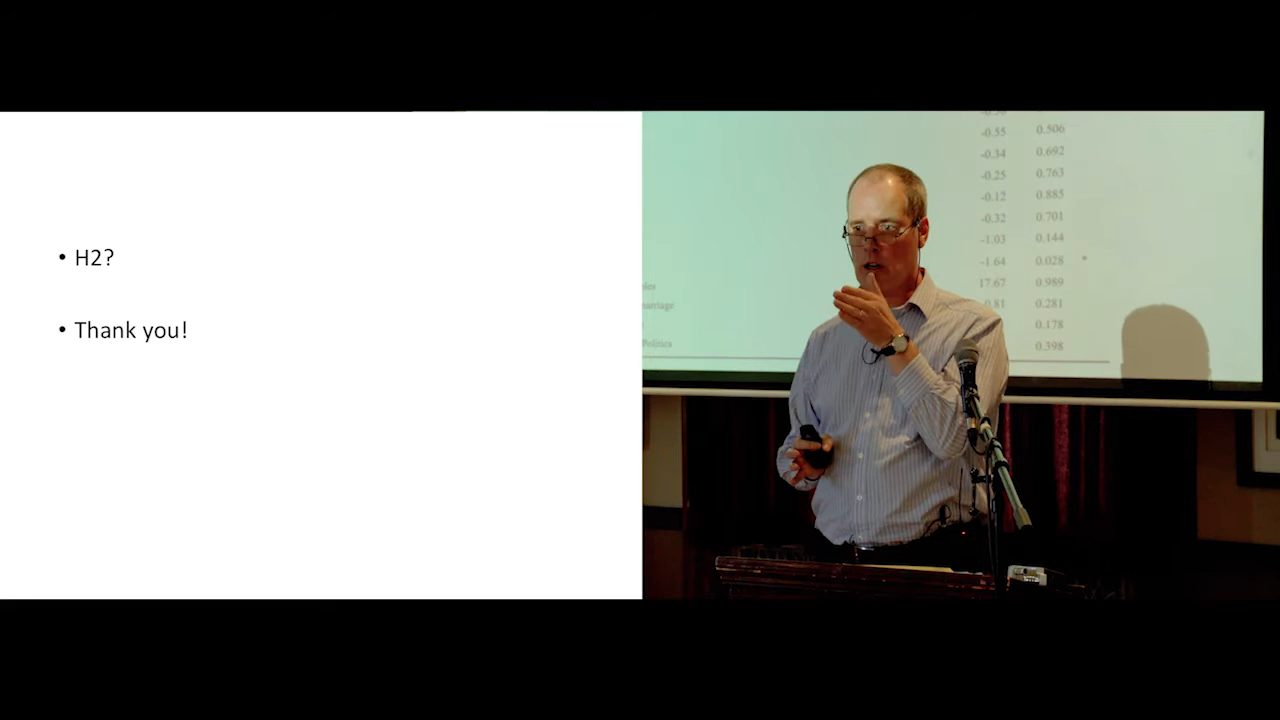 • H2?
• Thank you!
-0.55 0.506
-0.34 0.692
-0.25 0.763
-0.12 0.885
-0.32 0.701
-1.03 0.144
-1.64 0.028 *
17.67 0.989
0.81 0.281
0.178
Politics 0.398